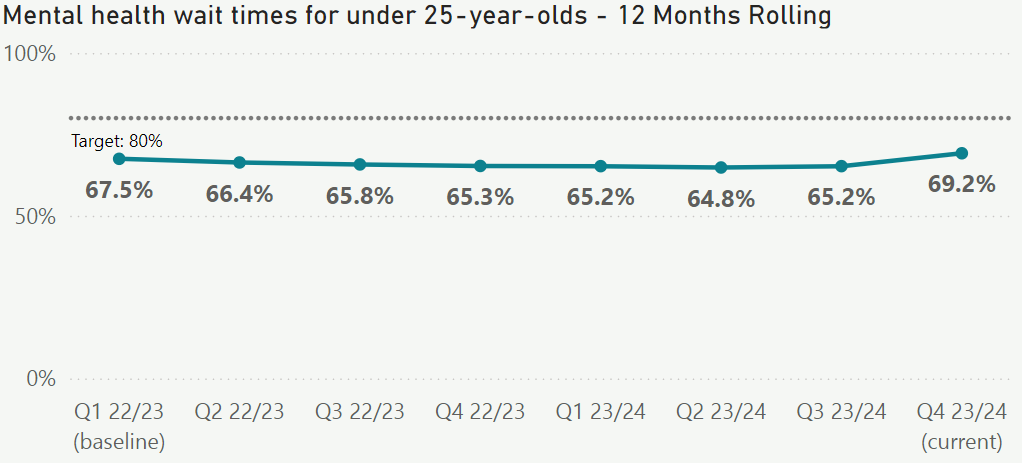 Mental health wait times for under 25-year-olds - 12 Months Rolling
100%
Target: 80%
67.5%
66.4%
65.8%
65.3%
65.2%
64.8%
65.2%
69.2%
50%
0%
Q1 22/23
(baseline)
Q2 22/23
Q3 22/23
Q4 22/23
Q1 23/24
Q2 23/24
Q3 23/24
Q4 23/24
(current)